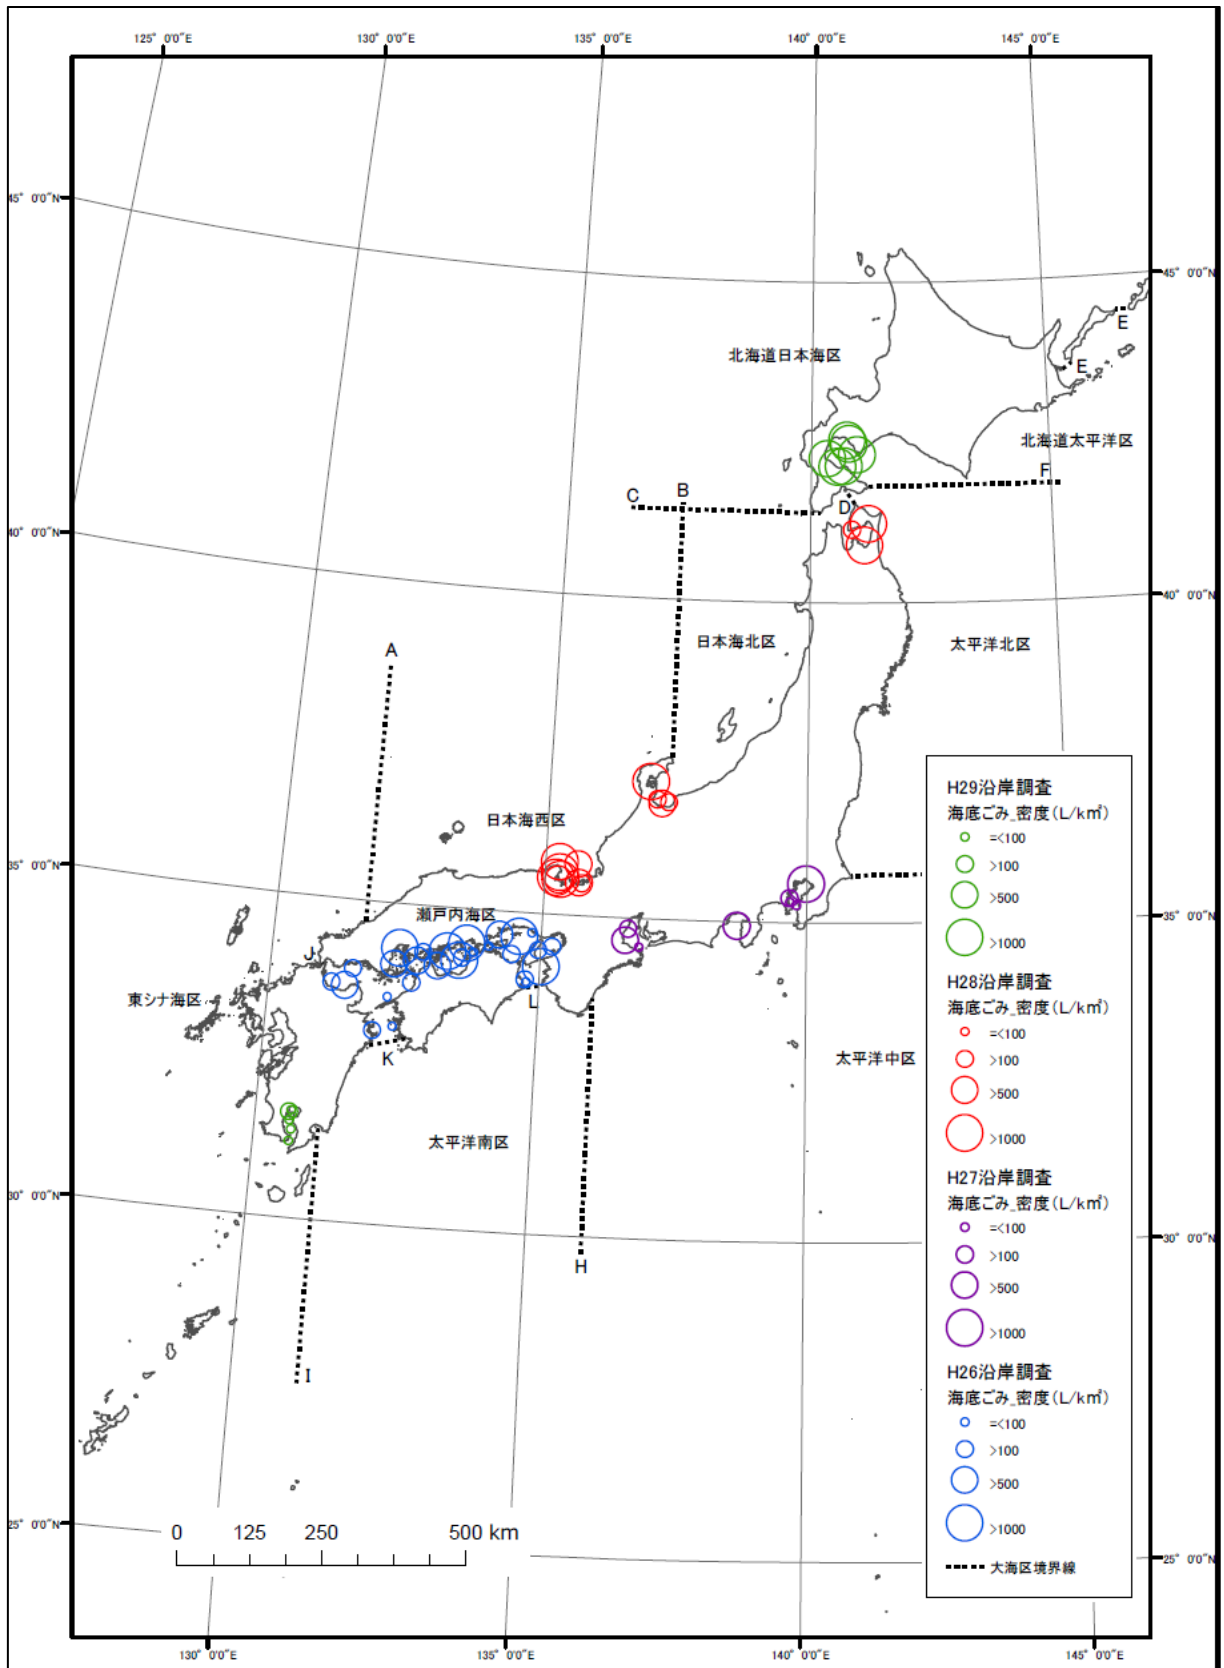 125° 0'0"E
130° 0'0"E
135° 0'0"E
140° 0'0"E
145° 0'0"E
45° 0'0"N
45° 0'0"N
E
E
北海道日本海区
北海道太平洋区
F
C
B
D
40° 0'0"N
40° 0'0"N
日本海北区
太平洋北区
A
日本海西区
35° 0'0"N
35° 0'0"N
瀬戸内海区
J
東シナ海区
L
K
太平洋中区
太平洋南区
30° 0'0"N
30° 0'0"N
H
I
25° 0'0"N
25° 0'0"N
0 125 250 500 km
H29沿岸調査
海底ごみ_密度(L/k㎡)
=<100
>100
>500
>1000
H28沿岸調査
海底ごみ_密度(L/k㎡)
=<100
>100
>500
>1000
H27沿岸調査
海底ごみ_密度(L/k㎡)
=<100
>100
>500
>1000
H26沿岸調査
海底ごみ_密度(L/k㎡)
=<100
>100
>500
>1000
大海区境界線
130° 0'0"E
135° 0'0"E
140° 0'0"E
145° 0'0"E